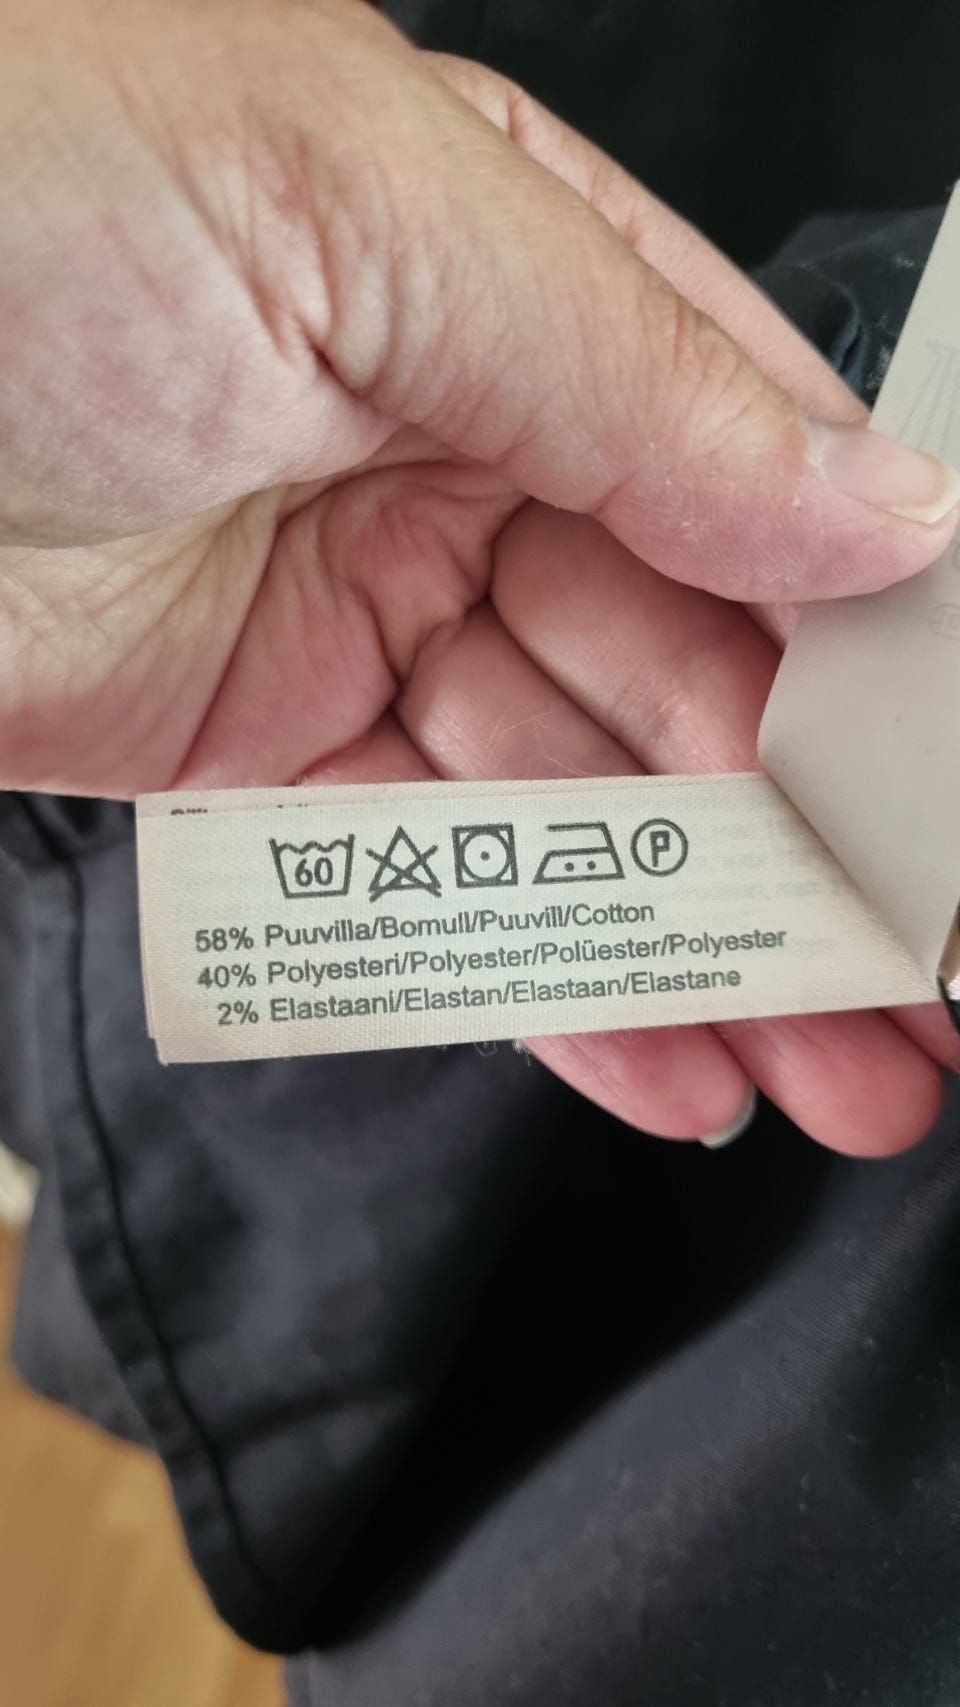 60
P
58% Puuvilla/Bomull/Puuvill/Cotton
40% Polyesteri/Polyester/Polüester/Polyester
2% Elastaani/Elastan/Elastaan/Elastane